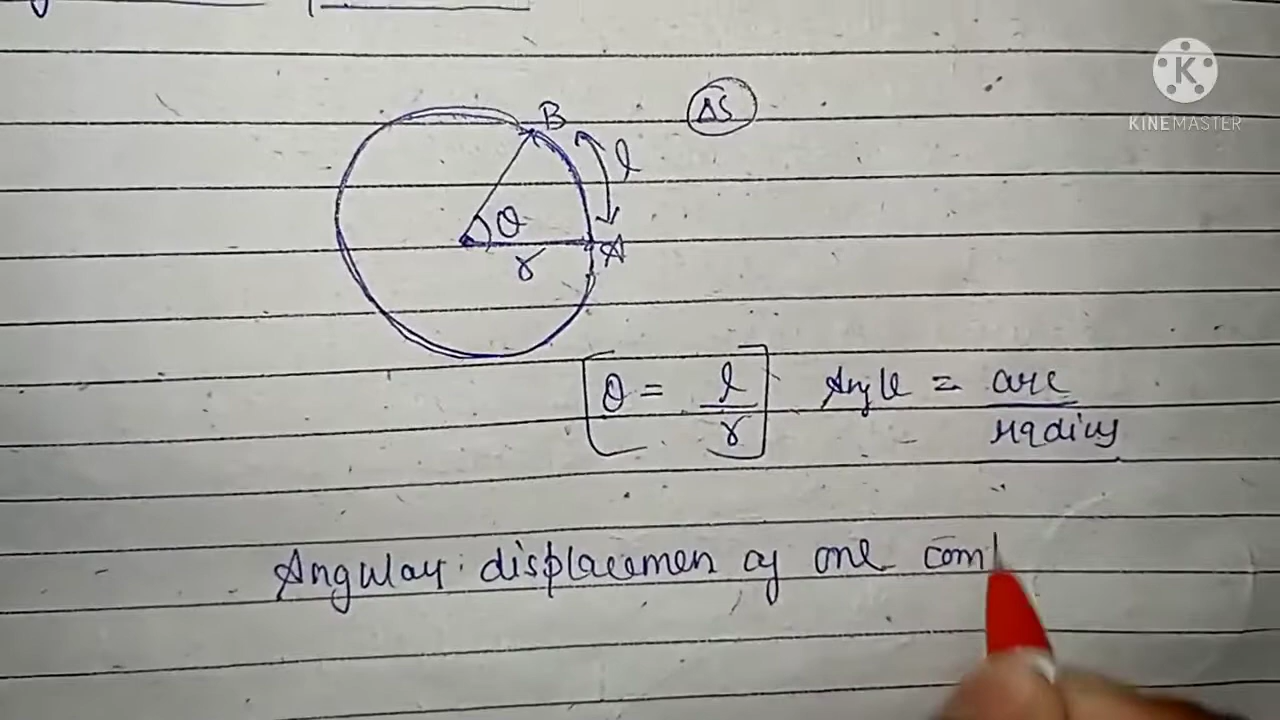 B
ΔS
l
θ
A
r
θ = l/r Angle = arc/radius
Angular displacemen of one com
K
KINEMASTER